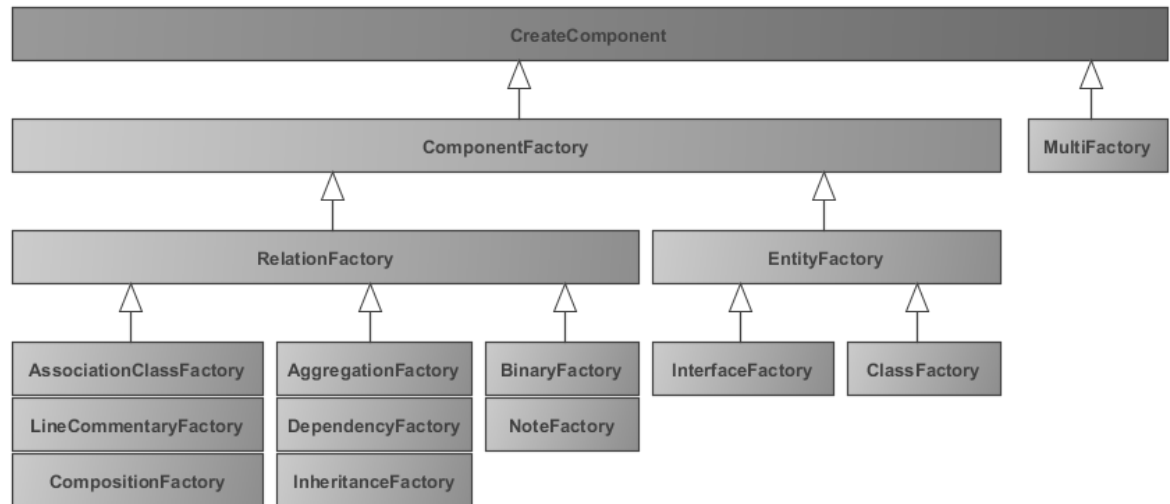 CreateComponent
ComponentFactory
MultiFactory
RelationFactory
EntityFactory
AssociationClassFactory
AggregationFactory
BinaryFactory
InterfaceFactory
ClassFactory
LineCommentaryFactory
DependencyFactory
NoteFactory
CompositionFactory
InheritanceFactory